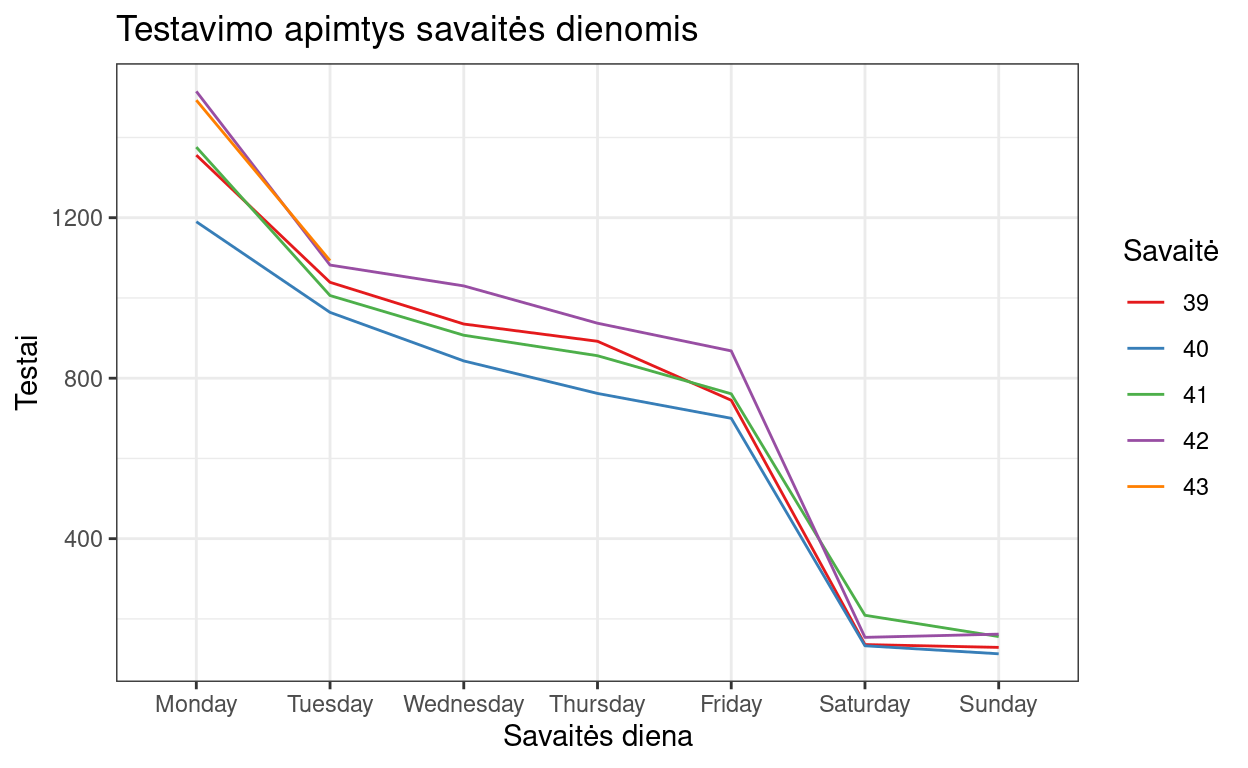 Testavimo apimtys savaitės dienomis
Testai
1200
800
400
Monday Tuesday Wednesday Thursday Friday Saturday Sunday
Savaitės diena
Savaitė
39
40
41
42
43